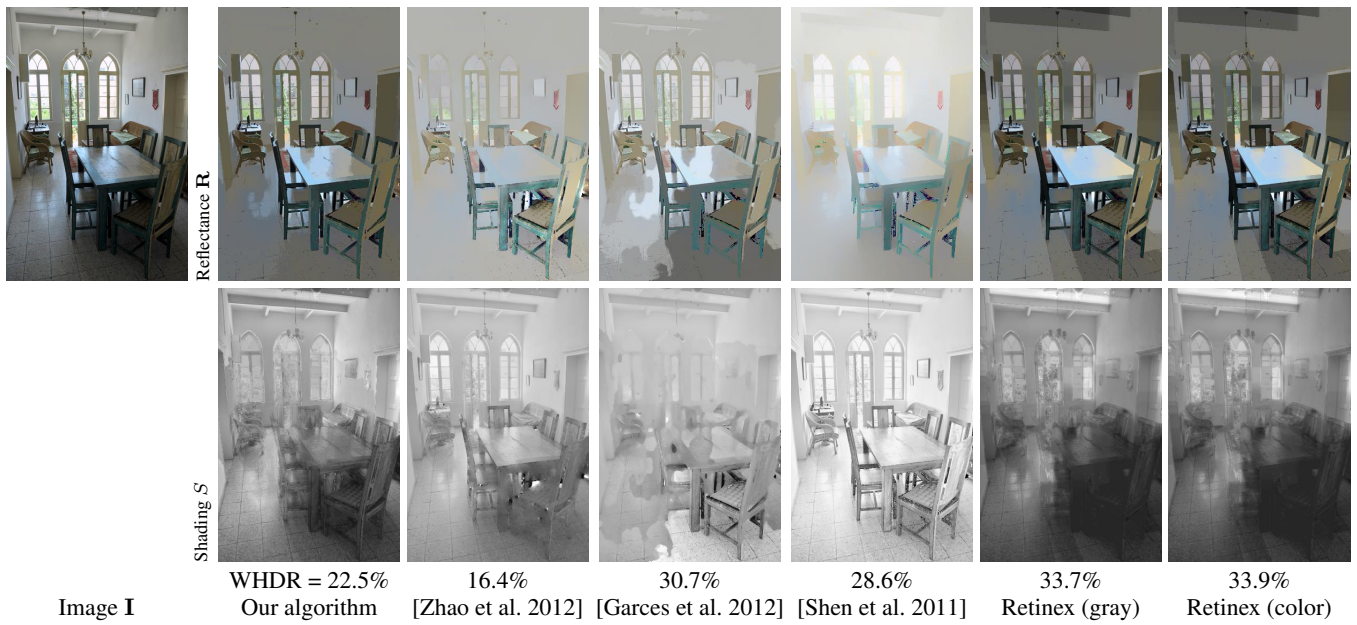 Reflectance R
Shading S
WHDR = 22.5% 16.4% 30.7% 28.6% 33.7% 33.9%
Image I Our algorithm [Zhao et al. 2012] [Garces et al. 2012] [Shen et al. 2011] Retinex (gray) Retinex (color)